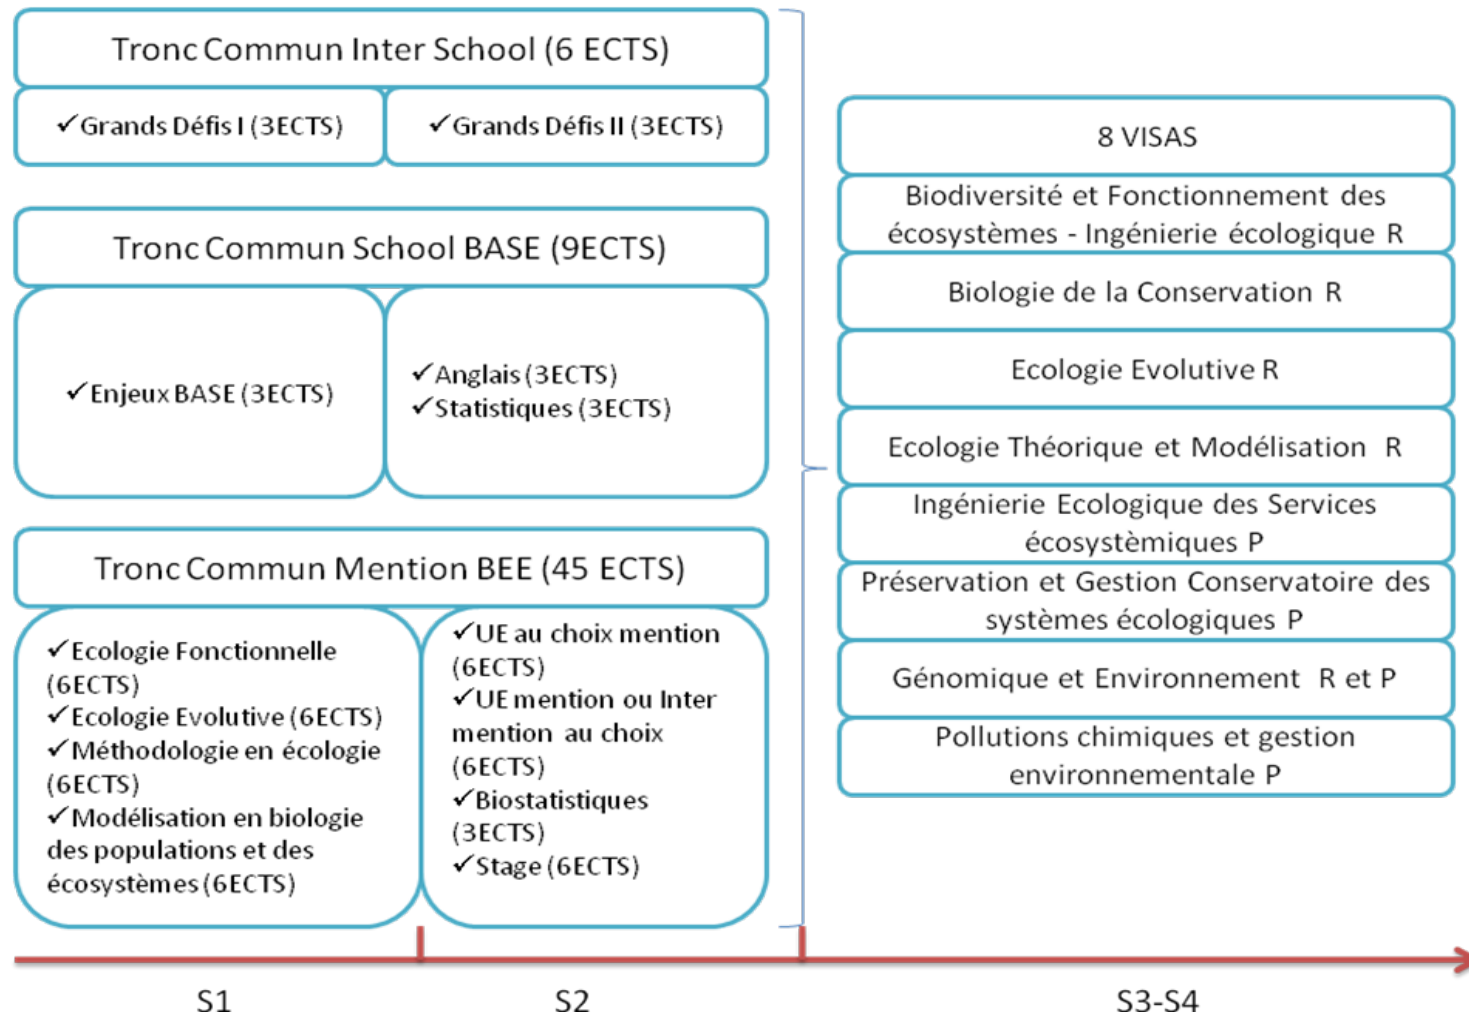 Tronc Commun Inter School (6 ECTS)
✓Grands Défis I (3ECTS)
✓Grands Défis II (3ECTS)
Tronc Commun School BASE (9ECTS)
✓Enjeux BASE (3ECTS)
✓Anglais (3ECTS)
✓Statistiques (3ECTS)
Tronc Commun Mention BEE (45 ECTS)
✓Ecologie Fonctionnelle
(6ECTS)
✓Ecologie Evolutive (6ECTS)
✓Méthodologie en écologie
(6ECTS)
✓Modélisation en biologie
des populations et des
écosystèmes (6ECTS)
✓UE au choix mention
(6ECTS)
✓UE mention ou Inter
mention au choix
(6ECTS)
✓Biostatistiques
(3ECTS)
✓Stage (6ECTS)
8 VISAS
Biodiversité et Fonctionnement des
écosystèmes - Ingénierie écologique R
Biologie de la Conservation R
Ecologie Evolutive R
Ecologie Théorique et Modélisation R
Ingénierie Ecologique des Services
écosystèmiques P
Préservation et Gestion Conservatoire des
systèmes écologiques P
Génomique et Environnement R et P
Pollutions chimiques et gestion
environnementale P
S1
S2
S3-S4